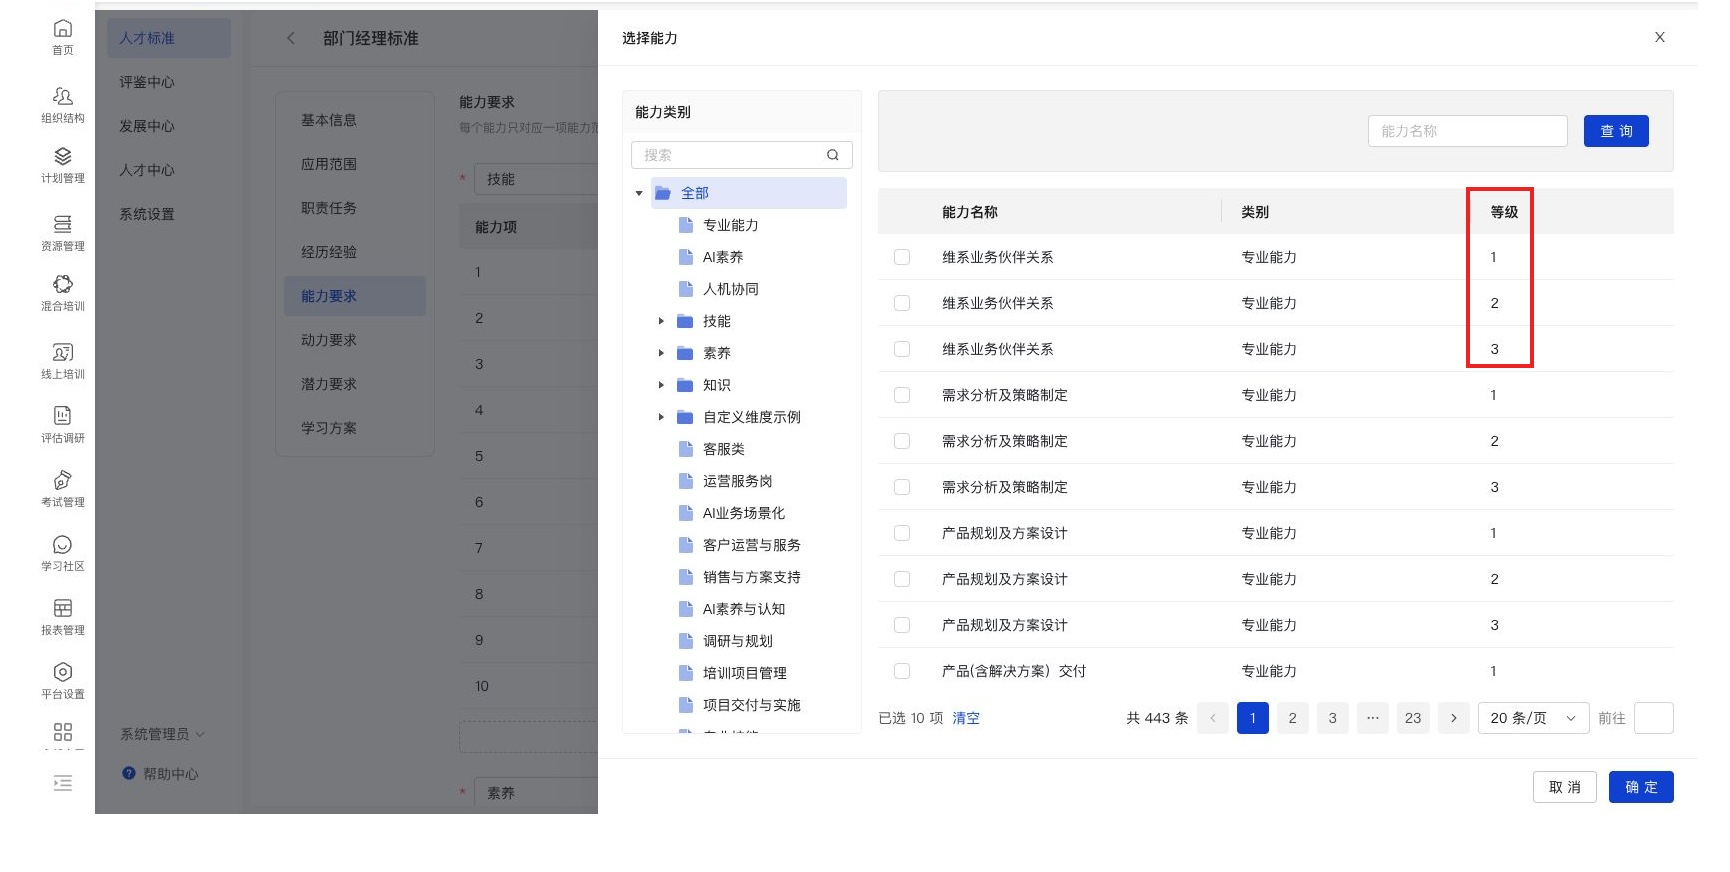 首页
组织结构
计划管理
资源管理
混合培训
线上培训
评估调研
考试管理
学习社区
报表管理
平台设置
人才标准
评鉴中心
发展中心
人才中心
系统设置
系统管理员
帮助中心
部门经理标准
基本信息
应用范围
职责任务
经历经验
能力要求
动力要求
潜力要求
学习方案
能力要求
每个能力只对应一项能力
* 技能
能力项
1
2
3
4
5
6
7
8
9
10
* 素养
选择能力
X
能力类别
搜索
全部
专业能力
AI素养
人机协同
技能
素养
知识
自定义维度示例
客服类
运营服务岗
AI业务场景化
客户运营与服务
销售与方案支持
AI素养与认知
调研与规划
培训项目管理
项目交付与实施
能力名称
查 询
能力名称 类别 等级
维系业务伙伴关系 专业能力 1
维系业务伙伴关系 专业能力 2
维系业务伙伴关系 专业能力 3
需求分析及策略制定 专业能力 1
需求分析及策略制定 专业能力 2
需求分析及策略制定 专业能力 3
产品规划及方案设计 专业能力 1
产品规划及方案设计 专业能力 2
产品规划及方案设计 专业能力 3
产品(含解决方案）交付 专业能力 1
已选 10 项 清空 共 443 条 < 1 2 3 ··· 23 > 20 条/页 前往
取 消 确 定